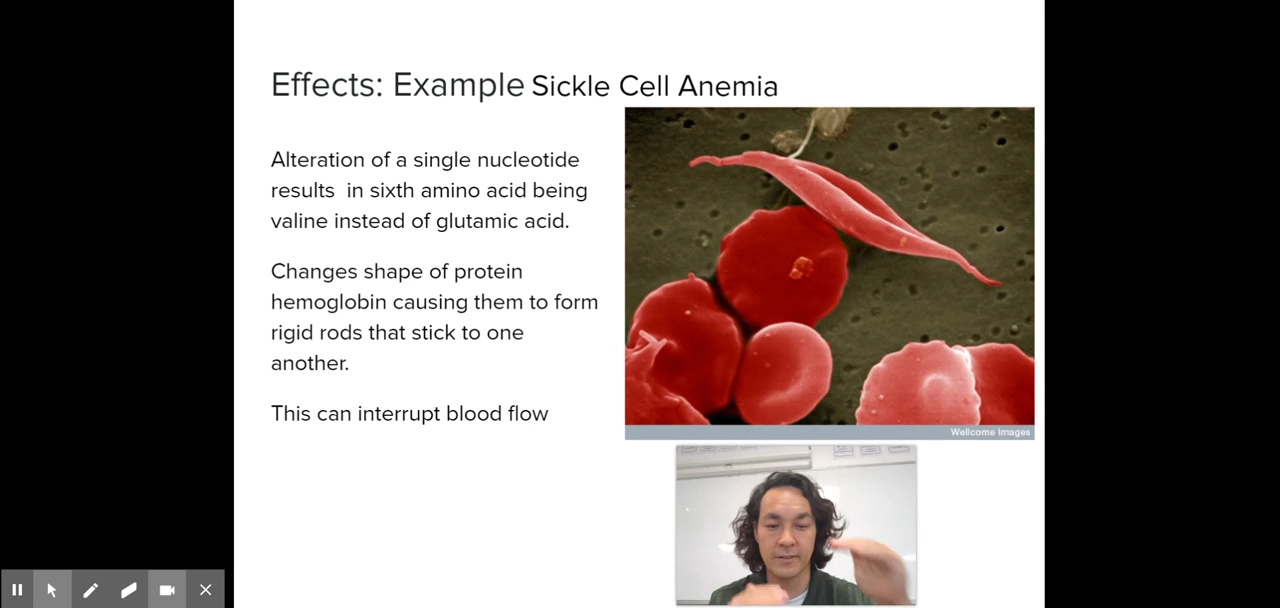 Effects: Example Sickle Cell Anemia
Alteration of a single nucleotide
results  in sixth amino acid being
valine instead of glutamic acid.
Changes shape of protein
hemoglobin causing them to form
rigid rods that stick to one
another.
This can interrupt blood flow
Wellcome Images